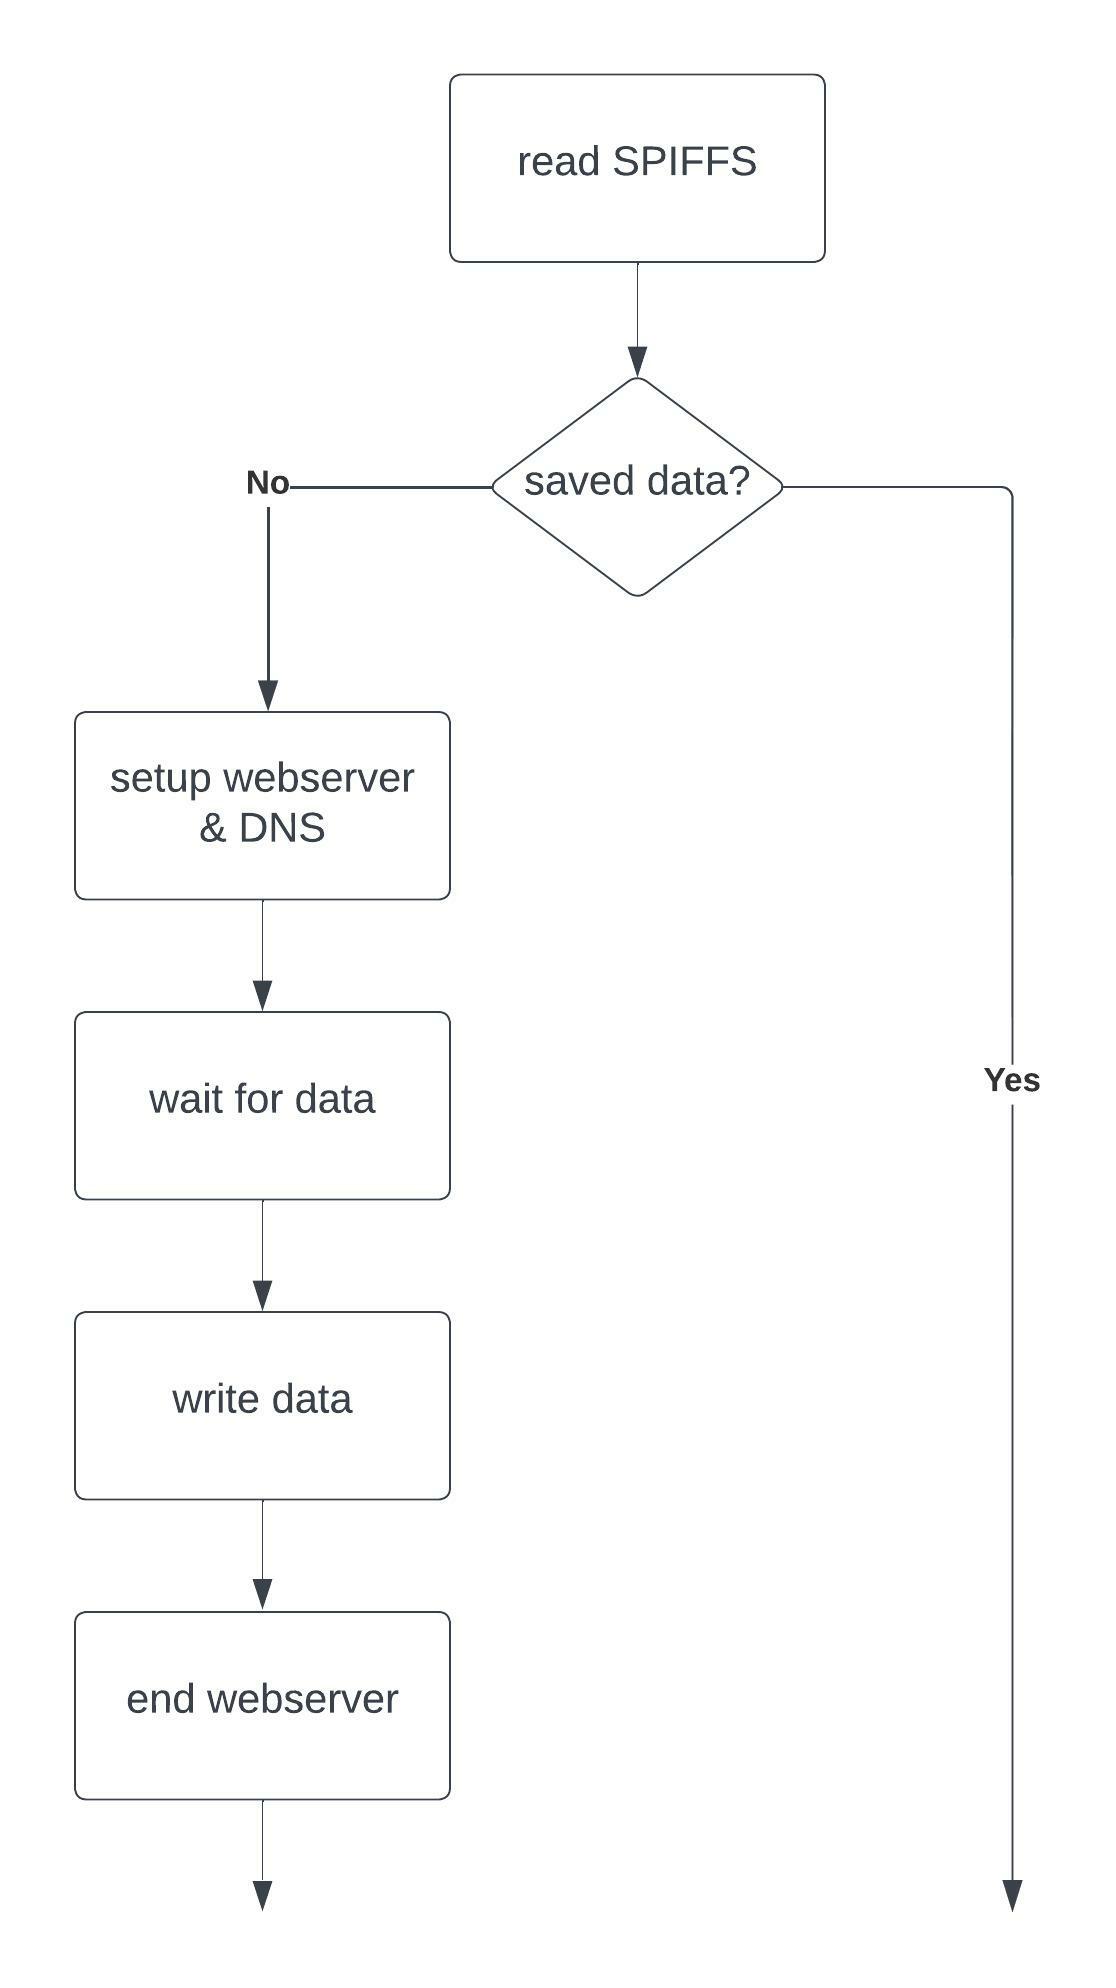 read SPIFFS
saved data?
No
setup webserver
& DNS
wait for data
Yes
write data
end webserver